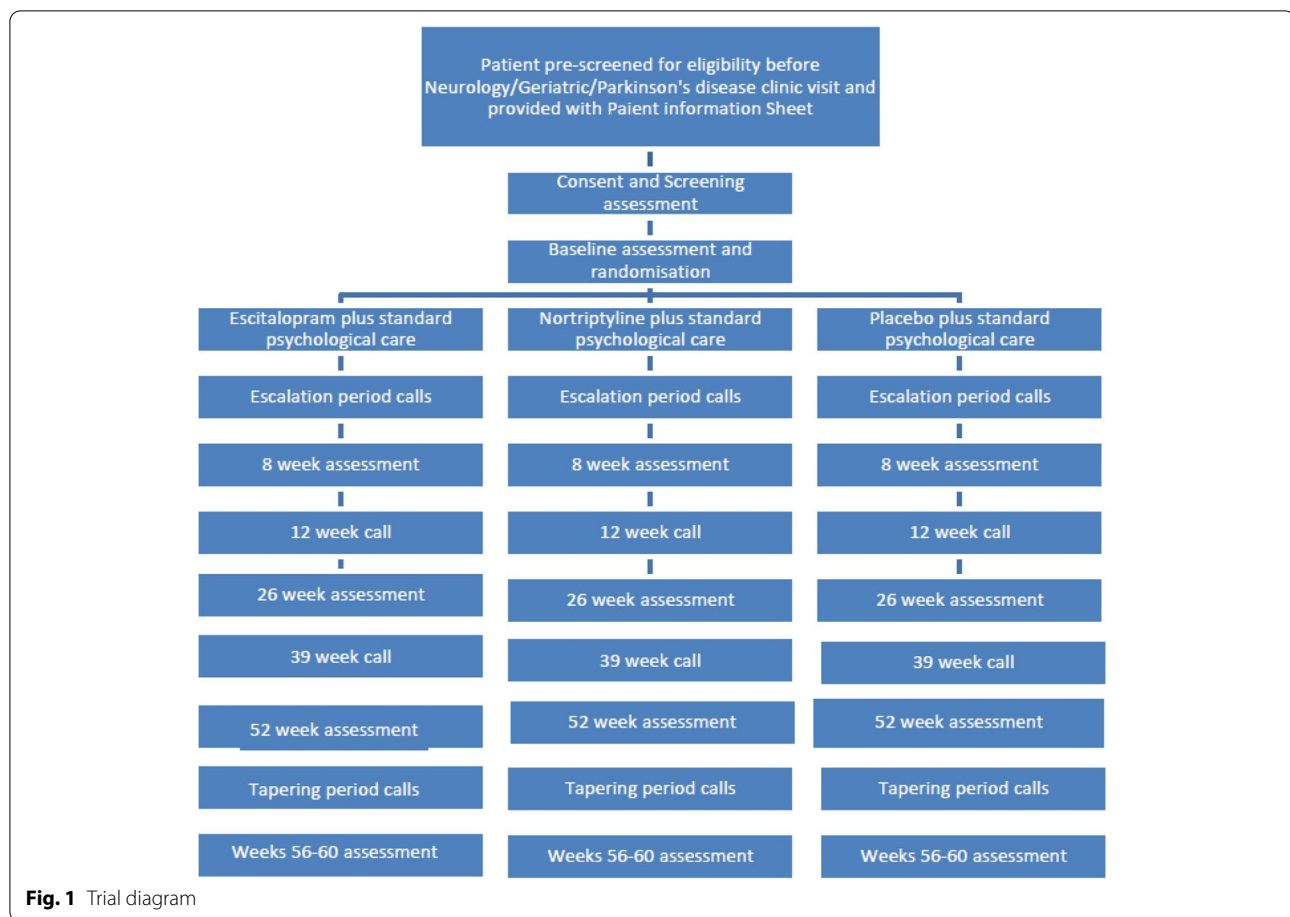 Patient pre-screened for eligibility before
Neurology/Geriatric/Parkinson's disease clinic visit and
provided with Paient information Sheet
Consent and Screening
assessment
Baseline assessment and
randomisation
Escitalopram plus standard
psychological care
Nortriptyline plus standard
psychological care
Placebo plus standard
psychological care
Escalation period calls
Escalation period calls
Escalation period calls
8 week assessment
8 week assessment
8 week assessment
12 week call
12 week call
12 week call
26 week assessment
26 week assessment
26 week assessment
39 week call
39 week call
39 week call
52 week assessment
52 week assessment
52 week assessment
Tapering period calls
Tapering period calls
Tapering period calls
Weeks 56-60 assessment
Weeks 56-60 assessment
Weeks 56-60 assessment
Fig. 1 Trial diagram